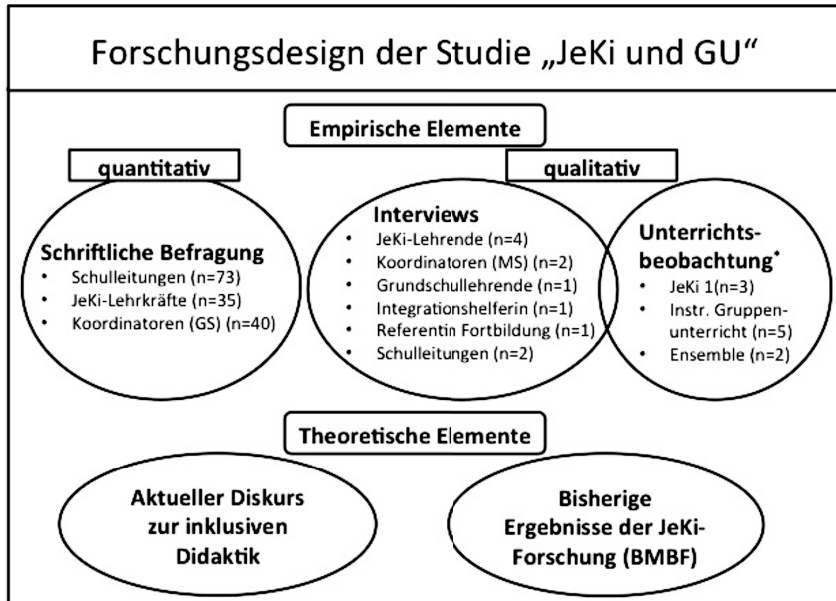 Forschungsdesign der Studie „JeKi und GU“
Empirische Elemente
quantitativ
qualitativ
Schriftliche Befragung
• Schulleitungen (n=73)
• JeKi-Lehrkräfte (n=35)
• Koordinatoren (GS) (n=40)
Interviews
• JeKi-Lehrende (n=4)
• Koordinatoren (MS) (n=2)
• Grundschullehrende (n=1)
• Integrationshelferin (n=1)
• Referentin Fortbildung (n=1)
• Schulleitungen (n=2)
Unterrichts-
beobachtung*
• JeKi 1(n=3)
• Instr. Gruppen-
unterricht (n=5)
• Ensemble (n=2)
Theoretische Elemente
Aktueller Diskurs
zur inklusiven
Didaktik
Bisherige
Ergebnisse der JeKi-
Forschung (BMBF)